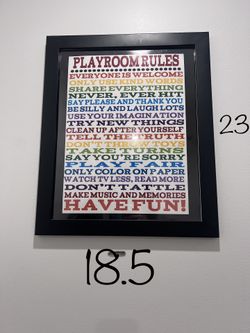 PLAYROOM RULES
EVERYONE IS WELCOME
ONLY USE KIND WORDS
SHARE EVERYTHING
NEVER, EVER HIT
SAY PLEASE AND THANK YOU
BE SILLY AND LAUGH LOTS
USE YOUR IMAGINATION
TRY NEW THINGS
CLEAN UP AFTER YOURSELF
TELL THE TRUTH
DON'T THROW TOYS
TAKE TURNS
SAY YOU'RE SORRY
PLAY FAIR
ONLY COLOR ON PAPER
WATCH TV LESS, READ MORE
DON'T TATTLE
MAKE MUSIC AND MEMORIES
HAVE FUN!
23
18.5